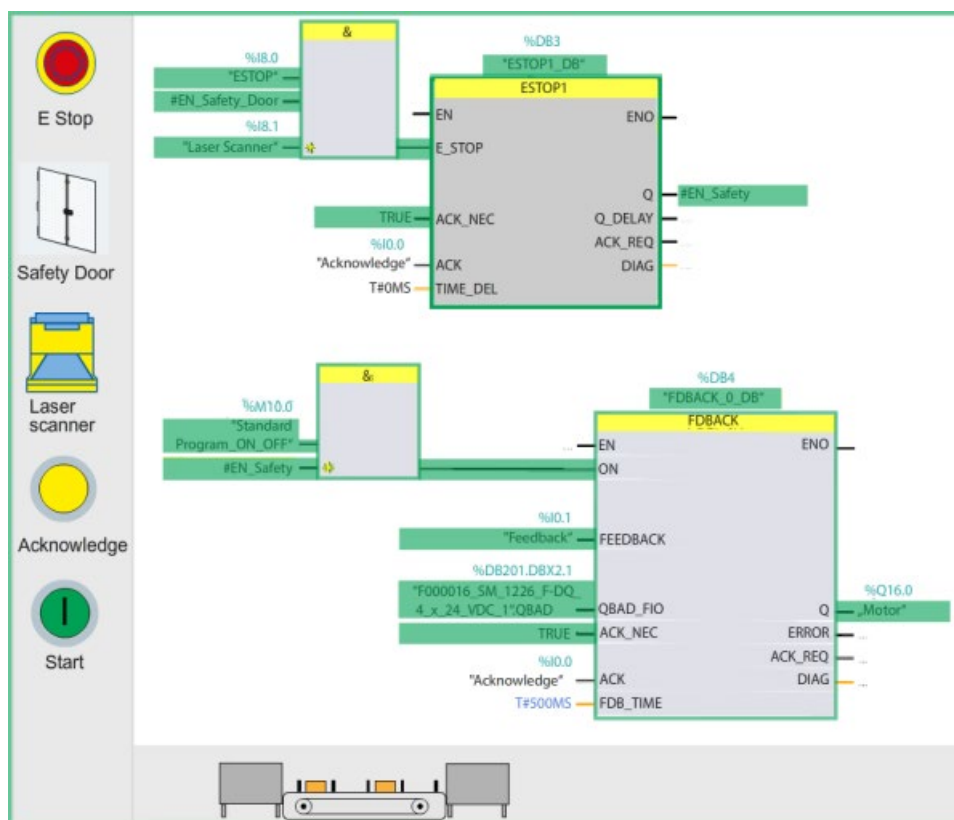 E Stop
Safety Door
Laser
scanner
Acknowledge
Start
&
%I8.0
"ESTOP"
#EN_Safety_Door
%I8.1
"Laser Scanner"
%DB3
"ESTOP1_DB"
ESTOP1
EN
ENO
E_STOP
Q
#EN_Safety
TRUE
ACK_NEC
Q_DELAY
...
%I0.0
ACK_REQ
...
"Acknowledge"
ACK
DIAG
...
T#0MS
TIME_DEL
&
%M10.0
"Standard
Program_ON_OFF"
#EN_Safety
%DB4
"FDBACK_0_DB"
FDBACK
...
EN
ENO
ON
%I0.1
"Feedback"
FEEDBACK
%DB201.DBX2.1
"F000016_SM_1226_F-DQ_
4_x_24_VDC_1".QBAD
QBAD_FIO
%Q16.0
Q
„Motor"
TRUE
ACK_NEC
ERROR
...
ACK_REQ
...
%I0.0
"Acknowledge"
ACK
DIAG
...
T#500MS
FDB_TIME